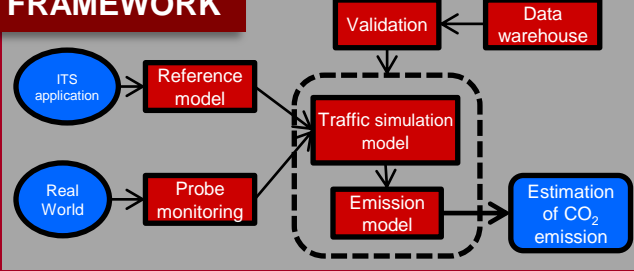 FRAMEWORK
Validation
Data
warehouse
ITS
application
Reference
model
Traffic simulation
model
Real
World
Probe
monitoring
Emission
model
Estimation
of CO₂
emission